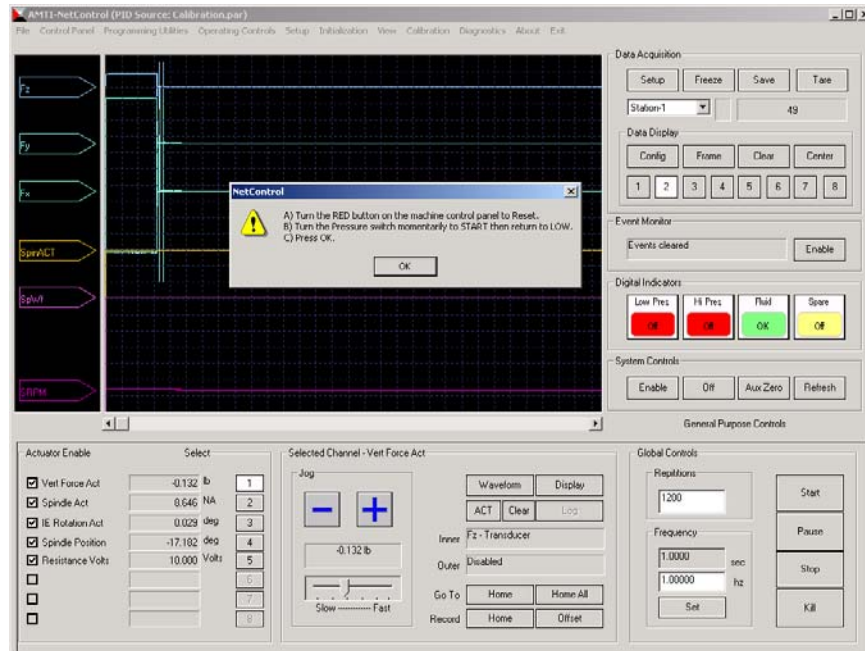 AMTI-NetControl (PID Source: Calibration.par)
File Control Panel Programming Utilities Operating Controls Setup Initialization View Calibration Diagnostics About Exit
Fz
Fy
Fx
SpinACT
SpWf
SRPM
NetControl
A) Turn the RED button on the machine control panel to Reset.
B) Turn the Pressure switch momentarily to START then return to LOW.
C) Press OK.
OK
Data Acquisition
Setup Freeze Save Tare
Station-1 49
Data Display
Config Frame Clear Center
1 2 3 4 5 6 7 8
Event Monitor
Events cleared Enable
Digital Indicators
Low Pres Hi Pres Fluid Spare
Off Off OK Off
System Controls
Enable Off Aux Zero Refresh
General Purpose Controls
Actuator Enable Select
Vert Force Act -0.132 lb 1
Spindle Act 0.646 NA 2
IE Rotation Act 0.029 deg 3
Spindle Position -17.182 deg 4
Resistance Volts 10.000 Volts 5
6
7
8
Selected Channel - Vert Force Act
Jog
-0.132 lb
Slow ---------- Fast
Waveform Display
ACT Clear Log
Inner Fz - Transducer
Outer Disabled
Go To Home Home All
Record Home Offset
Global Controls
Repititions
1200
Frequency
1.0000 sec
1.00000 hz
Set
Start
Pause
Stop
Kill